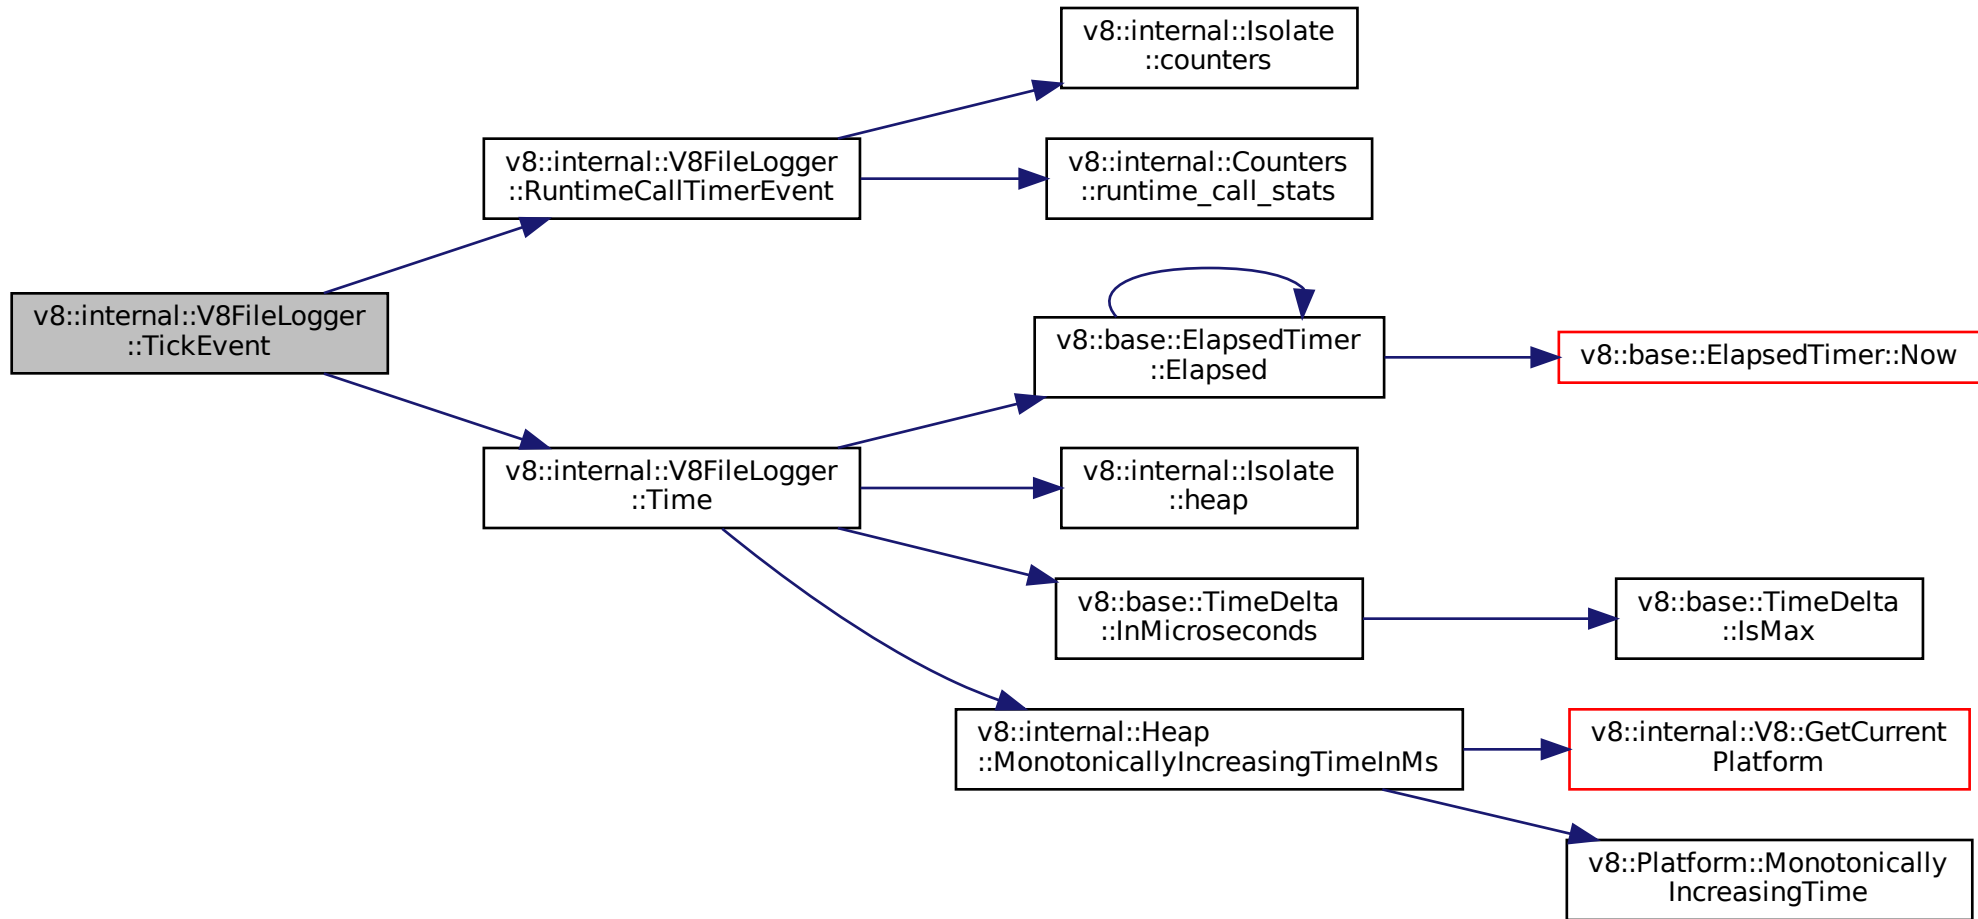 v8::internal::Isolate
::counters
v8::internal::V8FileLogger
::RuntimeCallTimerEvent
v8::internal::Counters
::runtime_call_stats
v8::internal::V8FileLogger
::TickEvent
v8::base::ElapsedTimer
::Elapsed
v8::base::ElapsedTimer::Now
v8::internal::V8FileLogger
::Time
v8::internal::Isolate
::heap
v8::base::TimeDelta
::InMicroseconds
v8::base::TimeDelta
::IsMax
v8::internal::Heap
::MonotonicallyIncreasingTimeInMs
v8::internal::V8::GetCurrent
Platform
v8::Platform::Monotonically
IncreasingTime